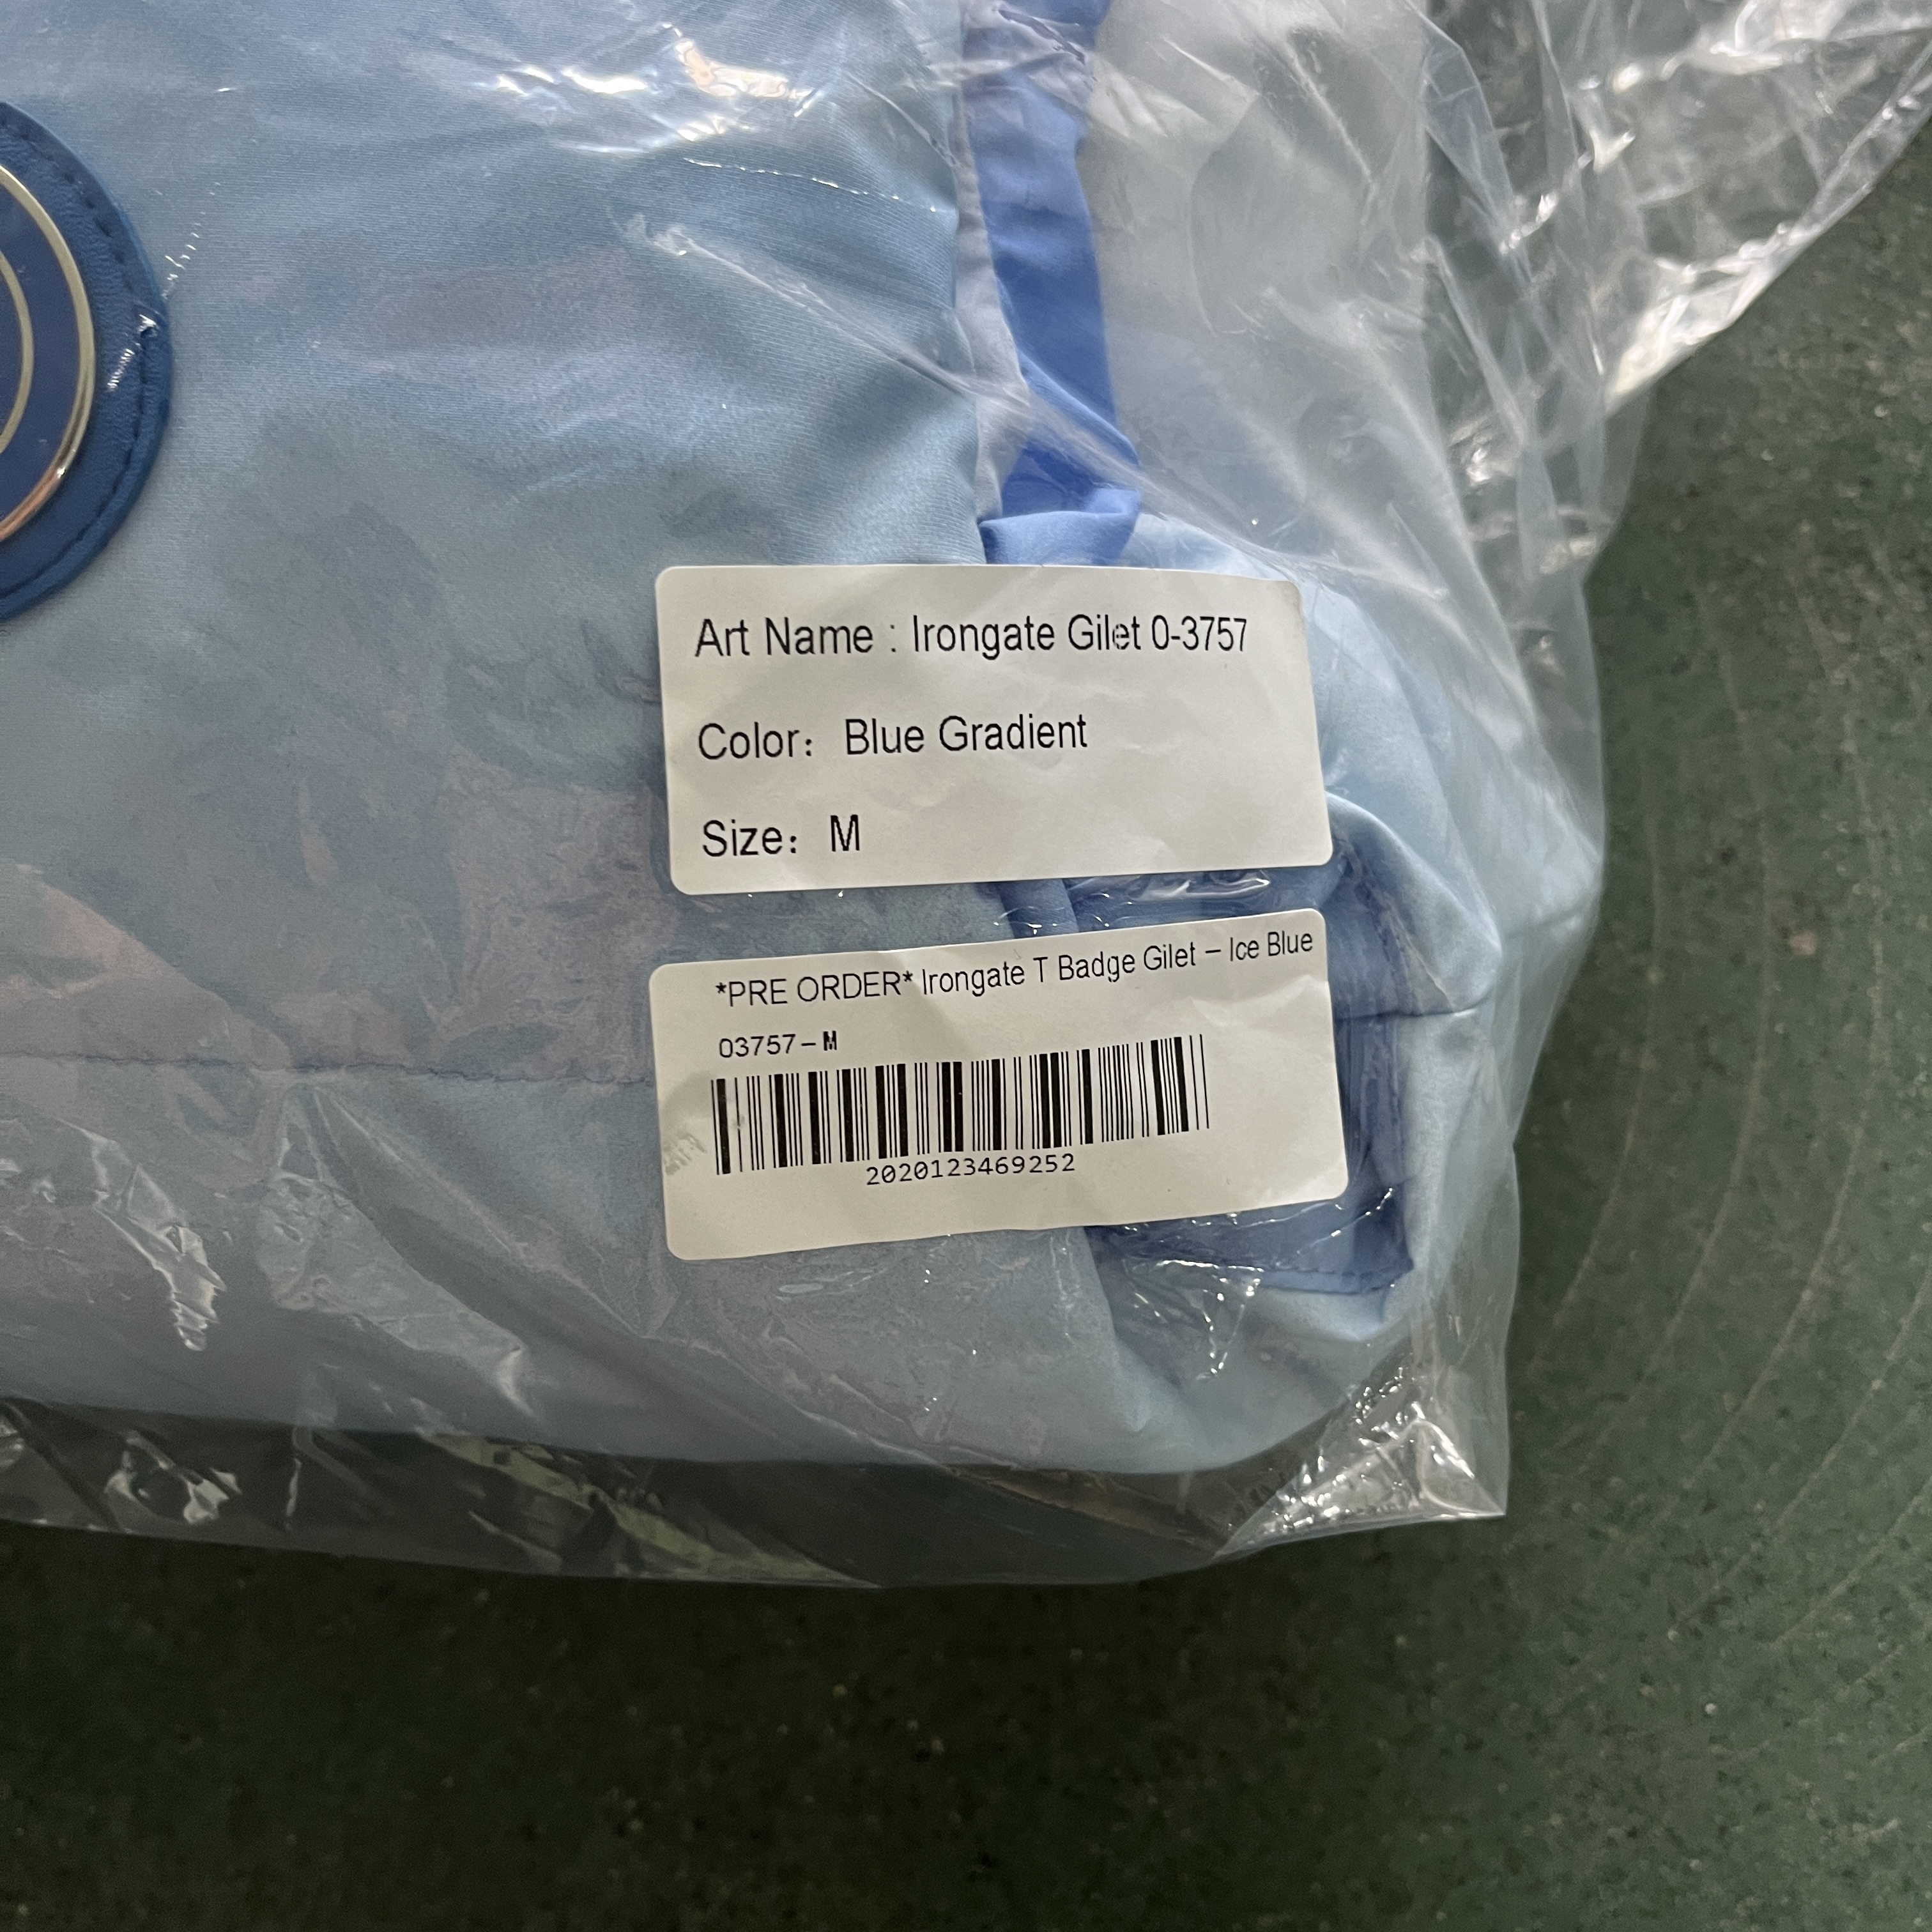 Art Name : Irongate Gilet 0-3757
Color： Blue Gradient
Size： M
*PRE ORDER* Irongate T Badge Gilet – Ice Blue
03757–M
2020123469252